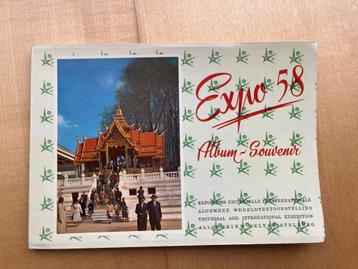 Expo 58
Album-Souvenir
EXPOSITION UNIVERSELLE ET INTERNATIONALE
ALGEMENE WERELDTENTOONSTELLING
UNIVERSAL AND INTERNATIONAL EXHIBITION
ALLGEMEINE WELTAUSSTELLUNG